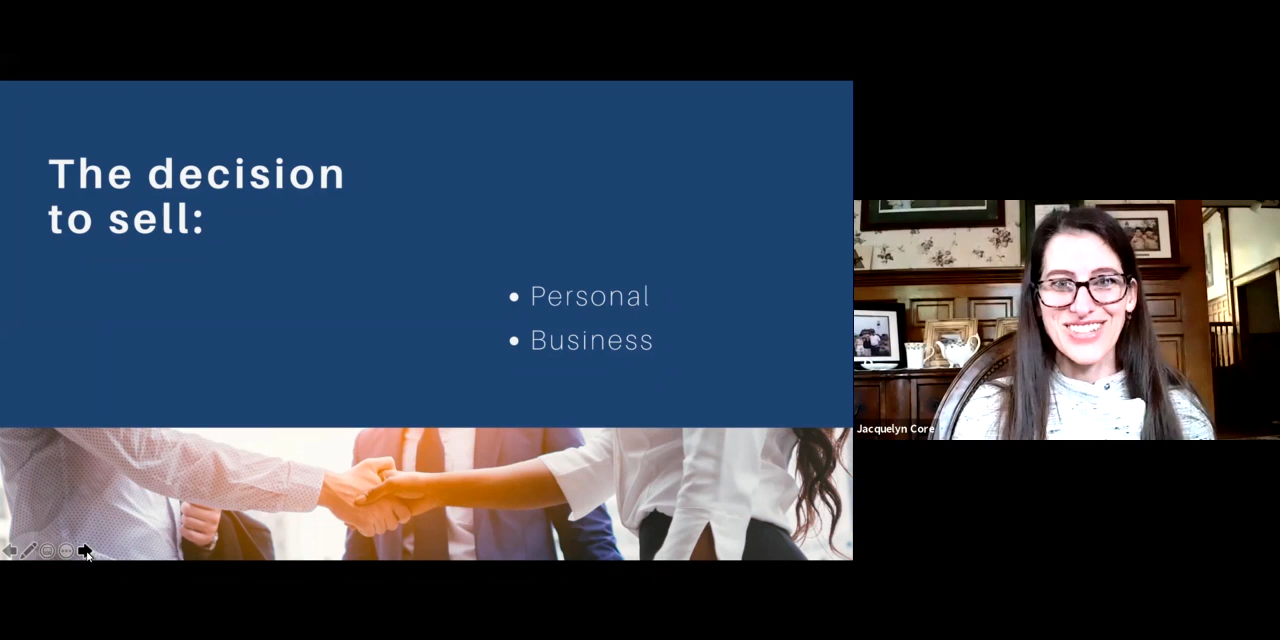 The decision
to sell:
• Personal
• Business
Jacquelyn Core